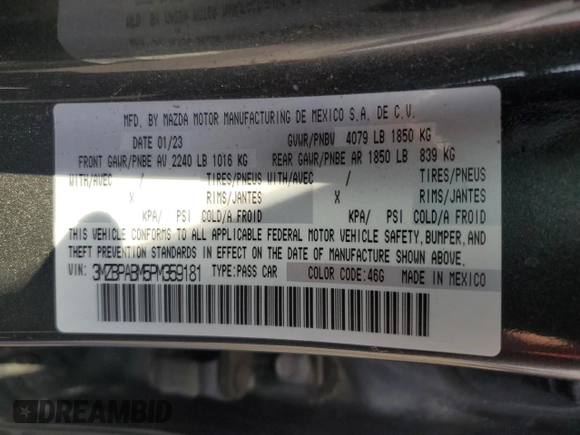 MFD. BY MAZDA MOTOR MANUFACTURING DE MEXICO S.A. DE C.V.
DATE 01/23 GVWR/PNBV 4079 LB 1850 KG
FRONT GAWR/PNBE AV 2240 LB 1016 KG REAR GAWR/PNBE AR 1850 LB 839 KG
WITH/AVEC / TIRES/PNEUS WITH/AVEC / TIRES/PNEUS
X RIMS/JANTES X RIMS/JANTES
KPA/ PSI COLD/A FROID KPA/ PSI COLD/A FROID
THIS VEHICLE CONFORMS TO ALL APPLICABLE FEDERAL MOTOR VEHICLE SAFETY, BUMPER, AND
THEFT PREVENTION STANDARDS IN EFFECT ON THE DATE OF MANUFACTURE SHOWN ABOVE.
VIN: 3MZBPABM5PM359181 TYPE:PASS CAR COLOR CODE:46G MADE IN MEXICO
DREAMBID